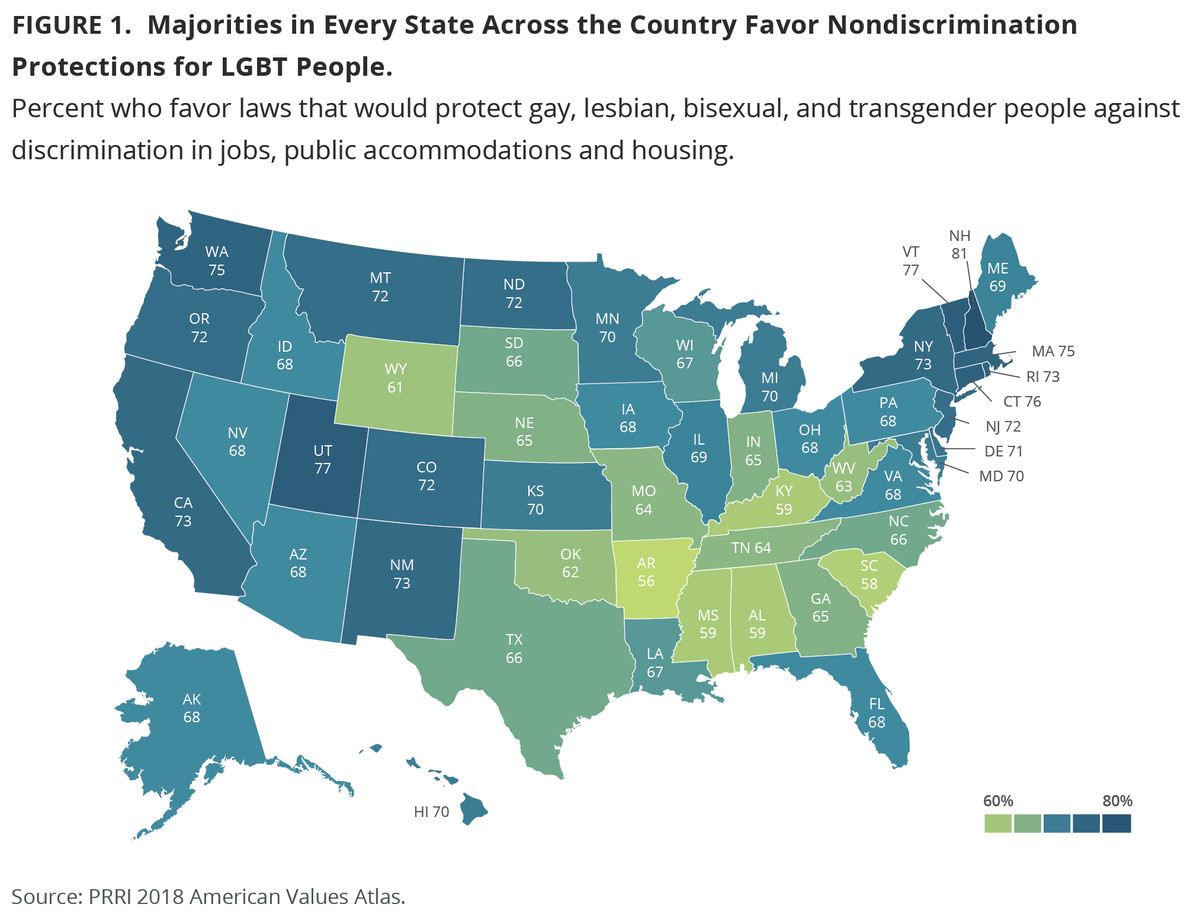 FIGURE 1. Majorities in Every State Across the Country Favor Nondiscrimination
Protections for LGBT People.
Percent who favor laws that would protect gay, lesbian, bisexual, and transgender people against
discrimination in jobs, public accommodations and housing.
WA
75
OR
72
CA
73
ID
68
NV
68
MT
72
WY
61
UT
77
AZ
68
CO
72
NM
73
ND
72
SD
66
NE
65
KS
70
OK
62
TX
66
MN
70
IA
68
MO
64
AR
56
LA
67
WI
67
IL
69
MI
70
IN
65
OH
68
KY
59
TN 64
MS
59
AL
59
GA
65
FL
68
SC
58
NC
66
WV
63
VA
68
PA
68
NY
73
VT
77
NH
81
ME
69
MA 75
RI 73
CT 76
NJ 72
DE 71
MD 70
AK
68
HI 70
60% 80%
Source: PRRI 2018 American Values Atlas.